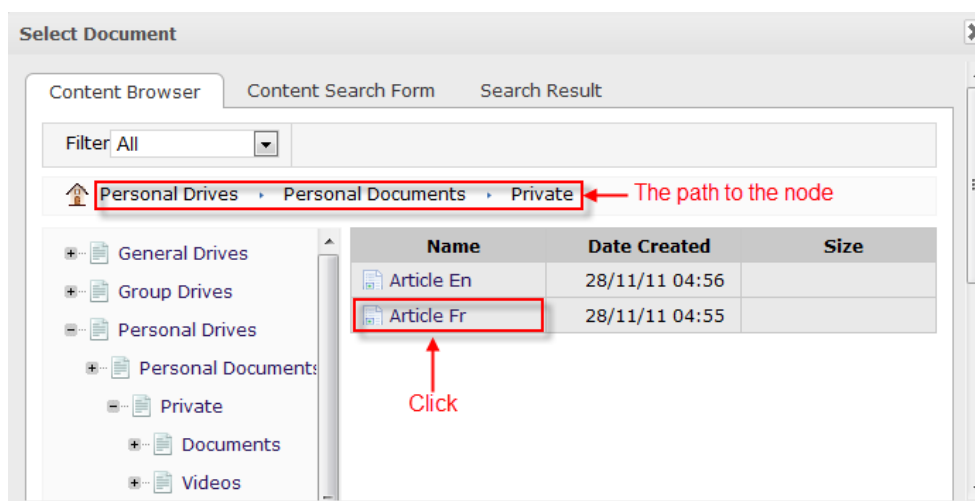 Select Document
Content Browser Content Search Form Search Result
Filter All
Personal Drives Personal Documents Private The path to the node
General Drives
Group Drives
Personal Drives
Personal Documents
Private
Documents
Videos
Name Date Created Size
Article En 28/11/11 04:56
Article Fr 28/11/11 04:55
Click